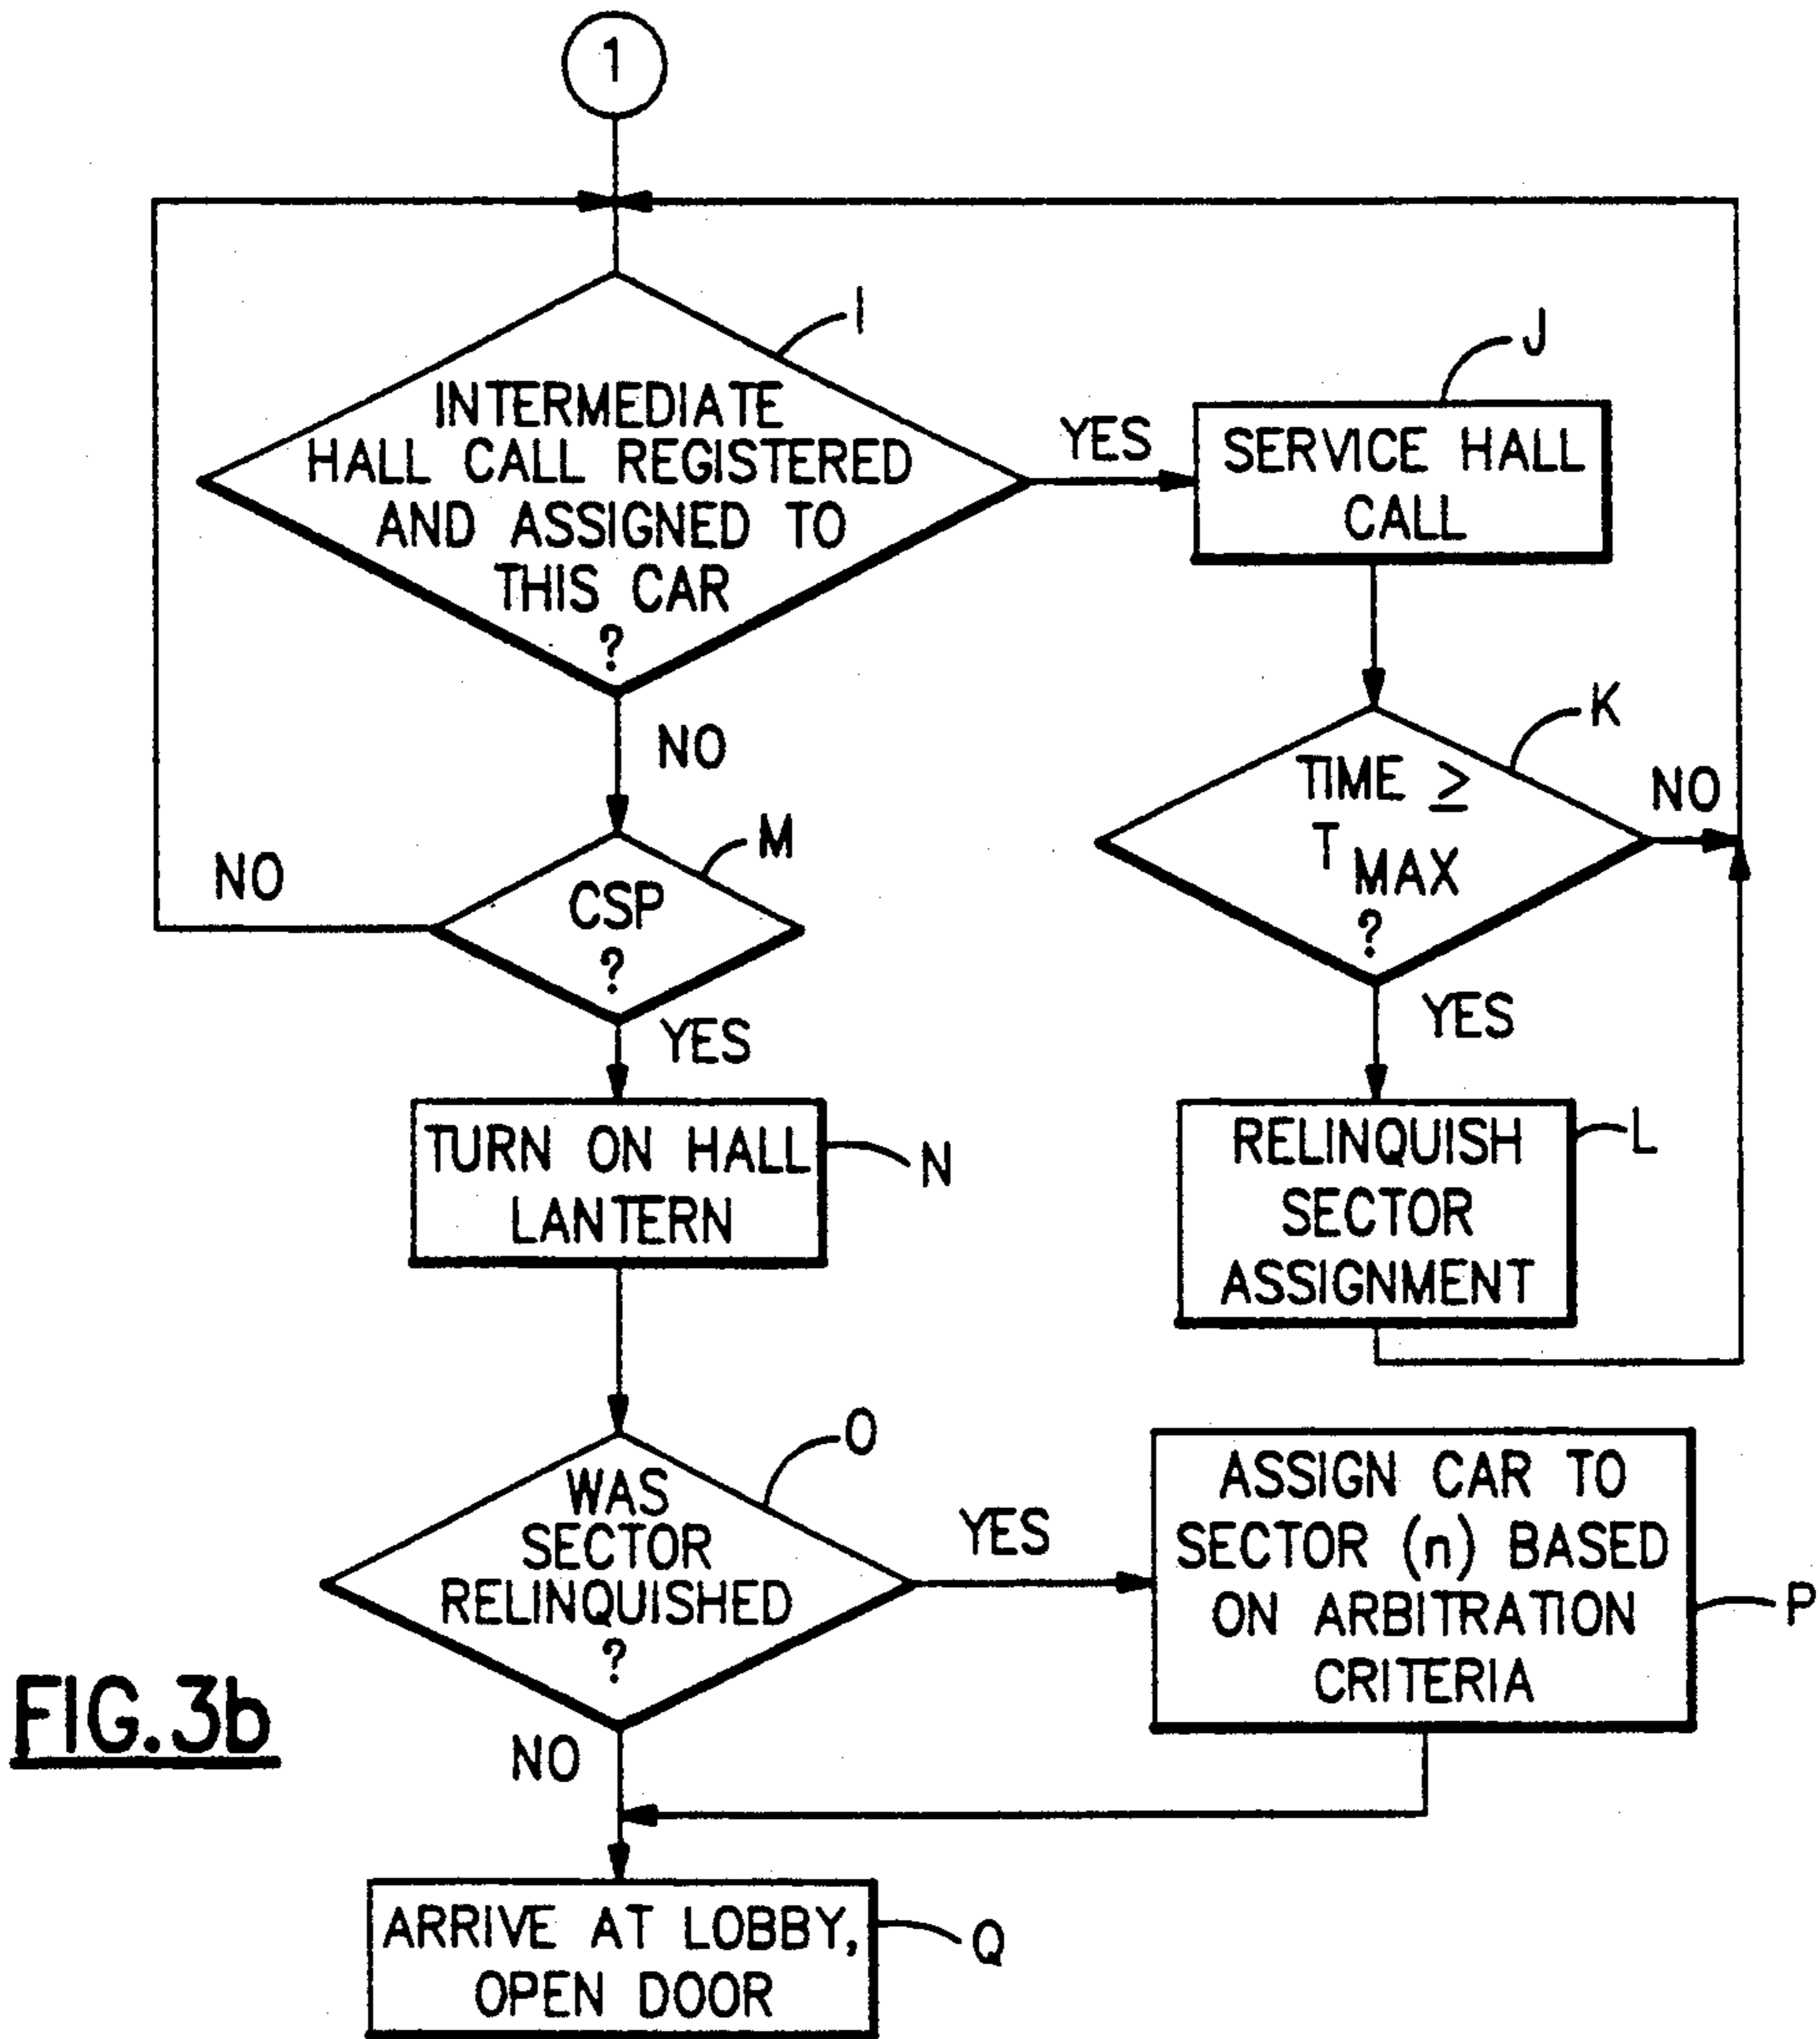 1
I
INTERMEDIATE
HALL CALL REGISTERED
AND ASSIGNED TO
THIS CAR
?
YES
J
SERVICE HALL
CALL
NO
K
TIME ≥
T MAX
?
NO
YES
L
RELINQUISH
SECTOR
ASSIGNMENT
M
CSP
?
NO
YES
TURN ON HALL
LANTERN
N
O
WAS
SECTOR
RELINQUISHED
?
YES
ASSIGN CAR TO
SECTOR (n) BASED
ON ARBITRATION
CRITERIA
P
NO
ARRIVE AT LOBBY,
OPEN DOOR
Q
FIG.3b